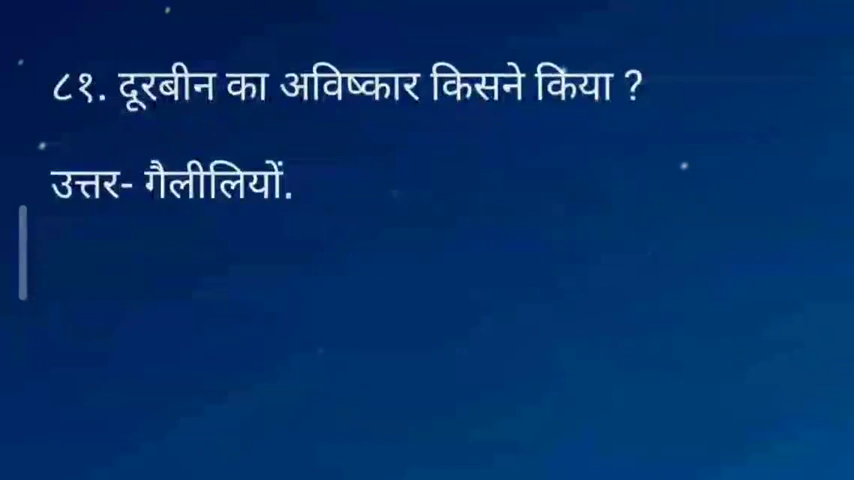 ८१. दूरबीन का अविष्कार किसने किया ?
उत्तर- गैलीलियों.